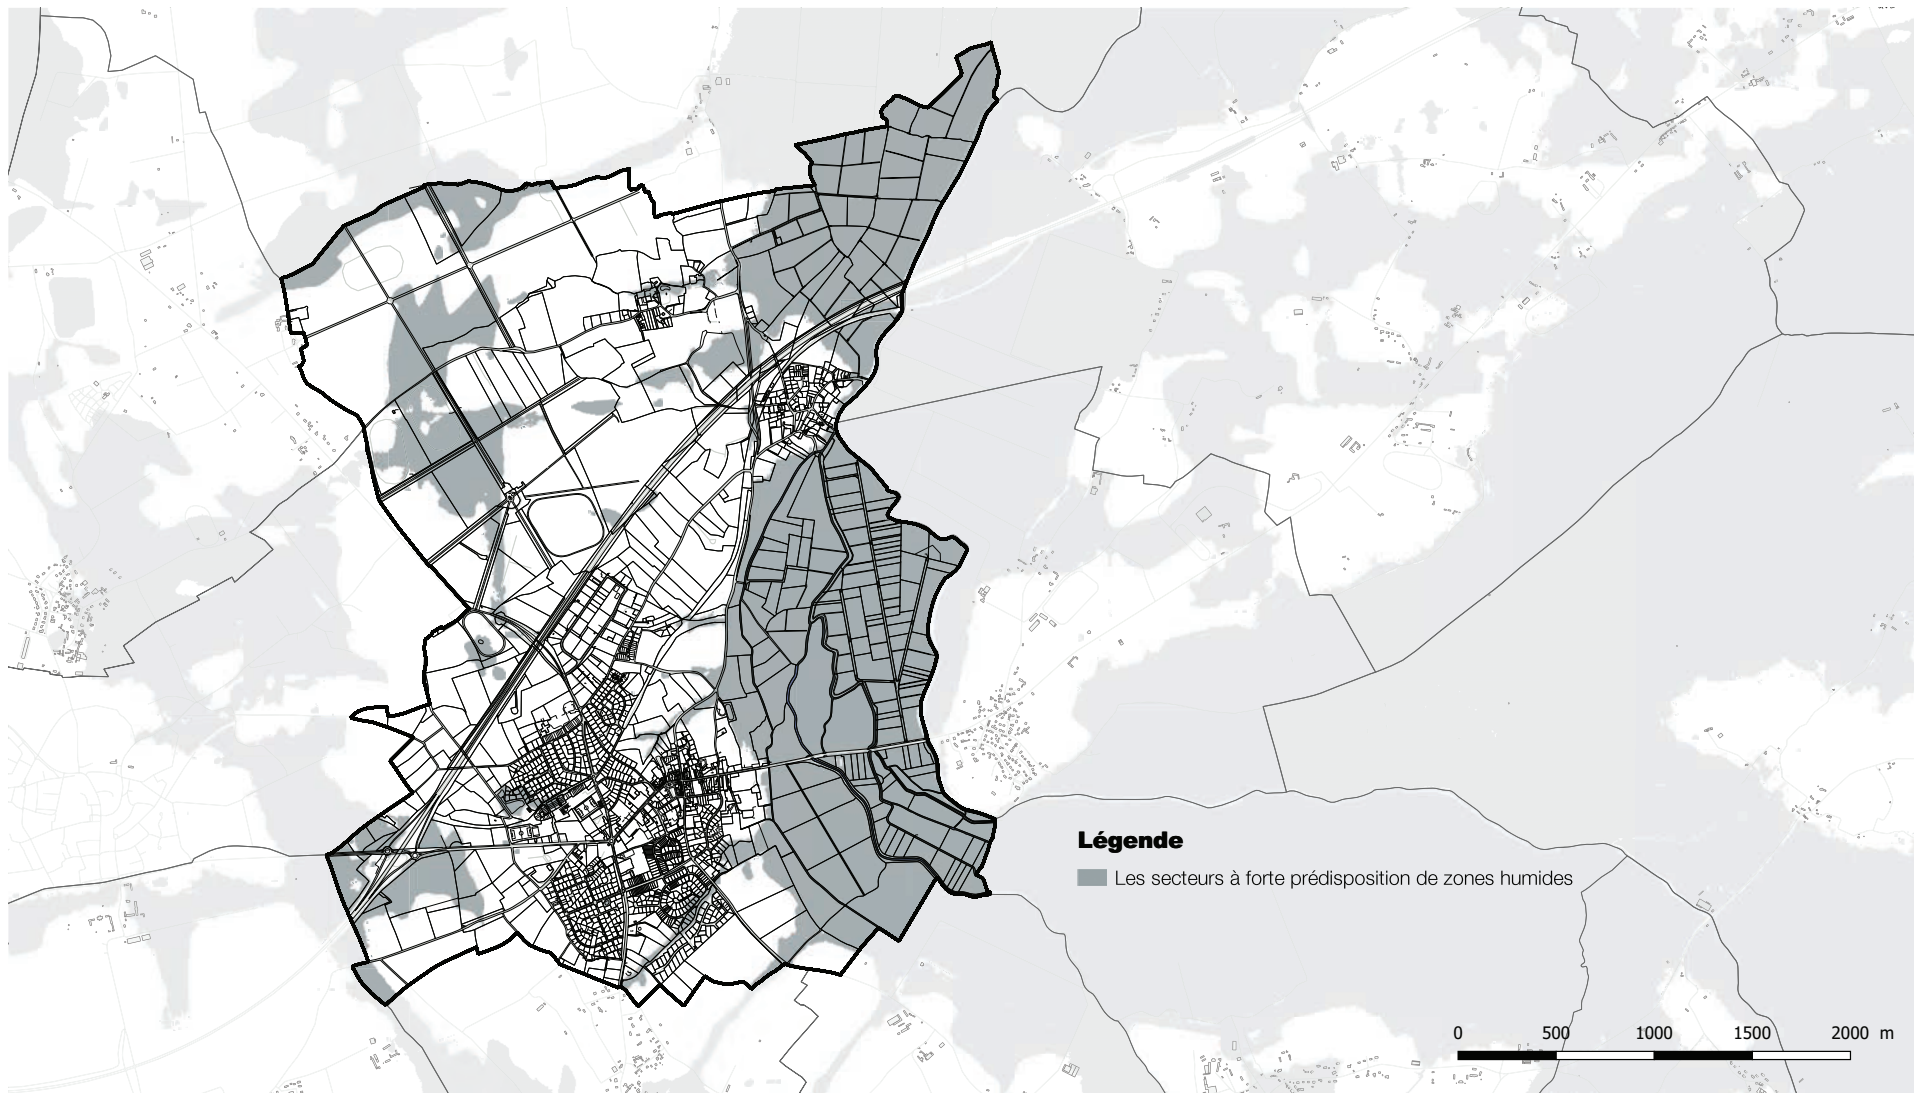 Légende
Les secteurs à forte prédisposition de zones humides
0 500 1000 1500 2000 m